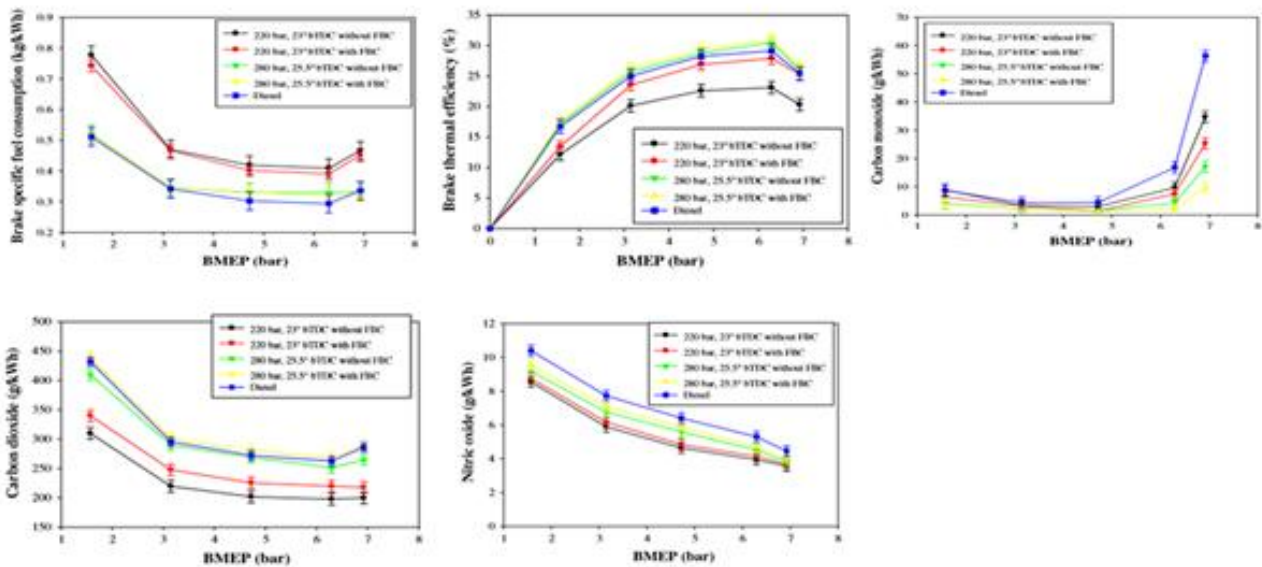 Brake specific fuel consumption (kg/kWh)
0.9
0.8
0.7
0.6
0.5
0.4
0.3
0.2
220 bar, 23° bTDC without FBC
220 bar, 23° bTDC with FBC
280 bar, 25.5° bTDC without FBC
280 bar, 25.5° bTDC with FBC
Diesel
1 2 3 4 5 6 7 8
BMEP (bar)
Brake thermal efficiency (%)
35
30
25
20
15
10
5
0
220 bar, 23° bTDC without FBC
220 bar, 23° bTDC with FBC
280 bar, 25.5° bTDC without FBC
280 bar, 25.5° bTDC with FBC
Diesel
0 1 2 3 4 5 6 7 8
BMEP (bar)
Carbon monoxide (g/kWh)
70
60
50
40
30
20
10
0
220 bar, 23° bTDC without FBC
220 bar, 23° bTDC with FBC
280 bar, 25.5° bTDC without FBC
280 bar, 25.5° bTDC with FBC
Diesel
1 2 3 4 5 6 7 8
BMEP (bar)
Carbon dioxide (g/kWh)
500
450
400
350
300
250
200
150
220 bar, 23° bTDC without FBC
220 bar, 23° bTDC with FBC
280 bar, 25.5° bTDC without FBC
280 bar, 25.5° bTDC with FBC
Diesel
1 2 3 4 5 6 7 8
BMEP (bar)
Nitric oxide (g/kWh)
12
10
8
6
4
2
0
220 bar, 23° bTDC without FBC
220 bar, 23° bTDC with FBC
280 bar, 25.5° bTDC without FBC
280 bar, 25.5° bTDC with FBC
Diesel
1 2 3 4 5 6 7 8
BMEP (bar)